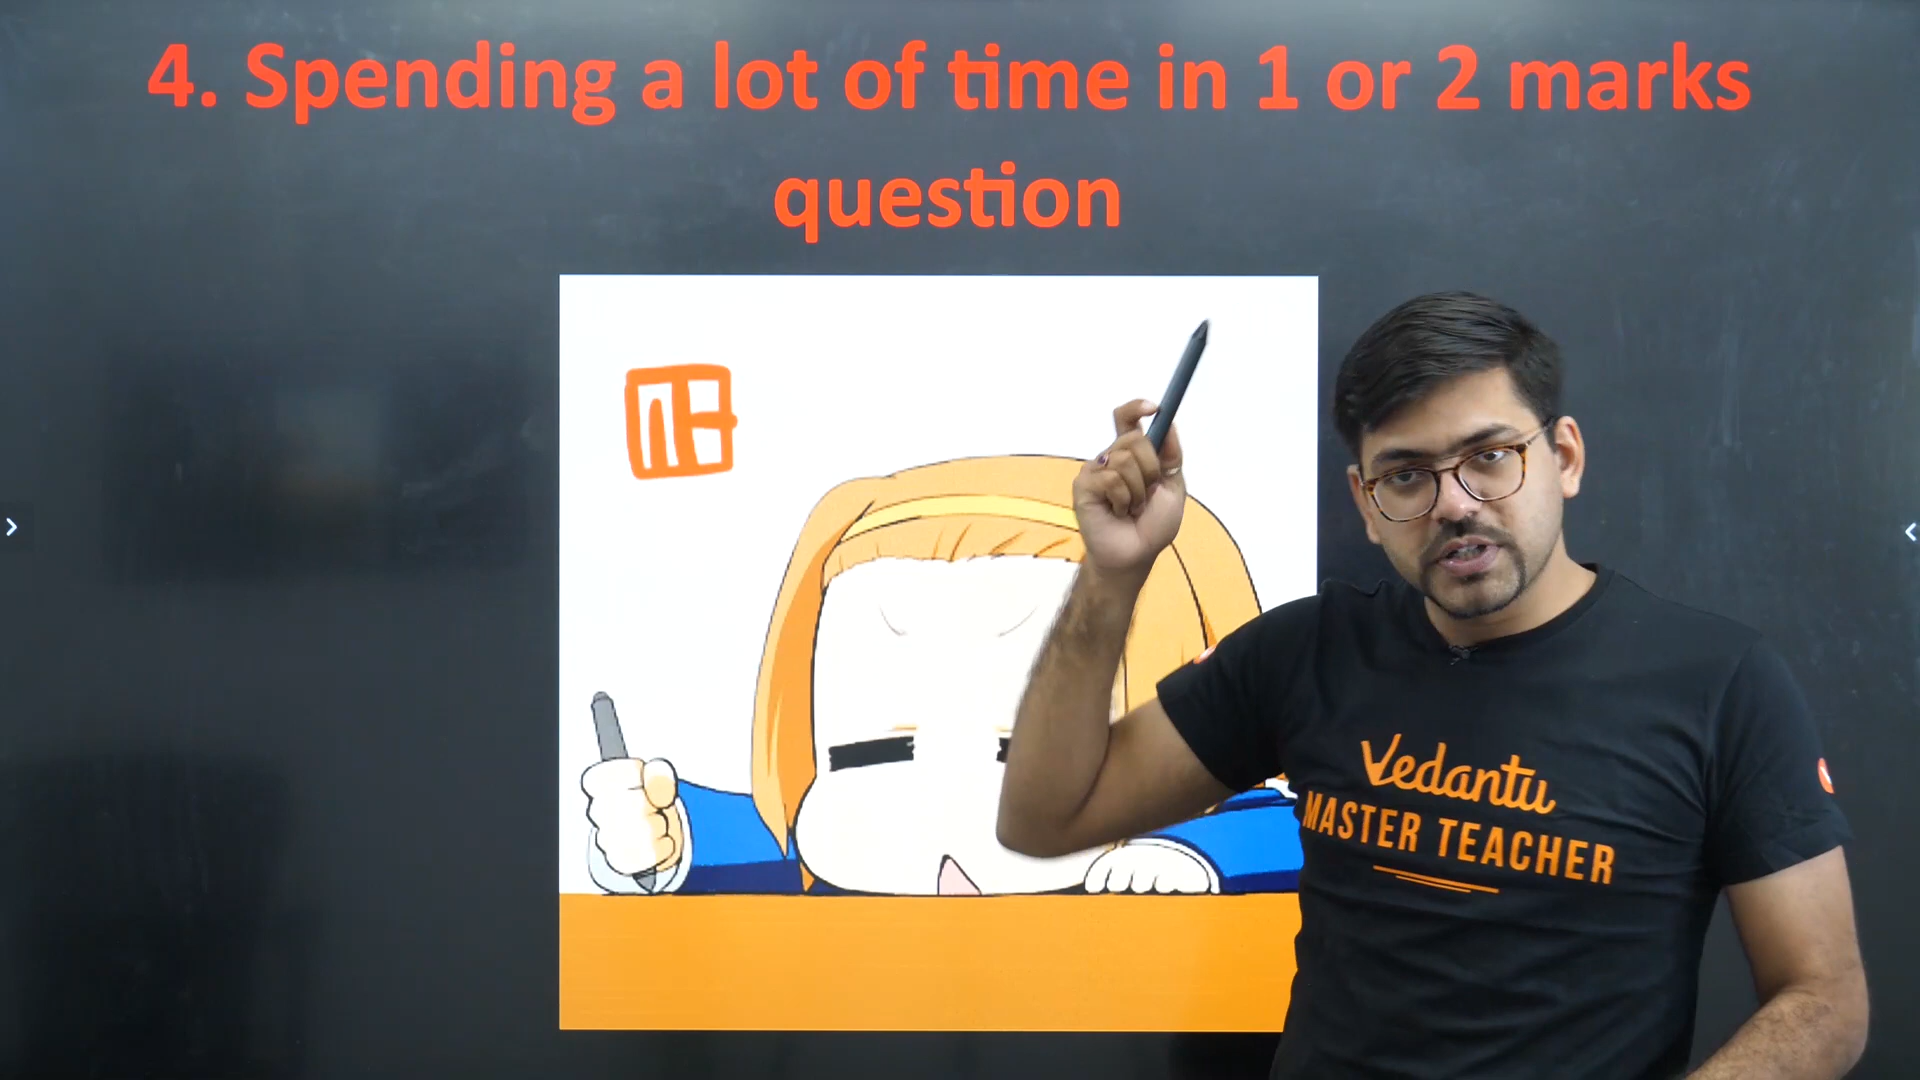 4. Spending a lot of time in 1 or 2 marks
question
Vedantu
MASTER TEACHER